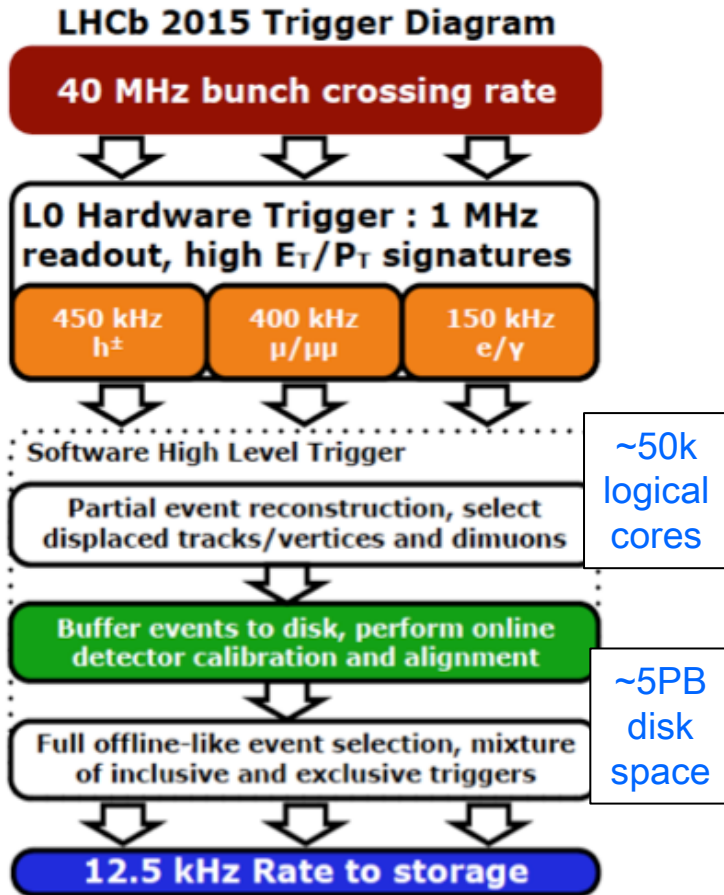 LHCb 2015 Trigger Diagram
40 MHz bunch crossing rate
L0 Hardware Trigger : 1 MHz
readout, high E_T/P_T signatures
450 kHz
h±
400 kHz
μ/μμ
150 kHz
e/γ
Software High Level Trigger
~50k
logical
cores
Partial event reconstruction, select
displaced tracks/vertices and dimuons
Buffer events to disk, perform online
detector calibration and alignment
~5PB
disk
space
Full offline-like event selection, mixture
of inclusive and exclusive triggers
12.5 kHz Rate to storage